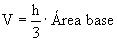 V = h/3 · Área base